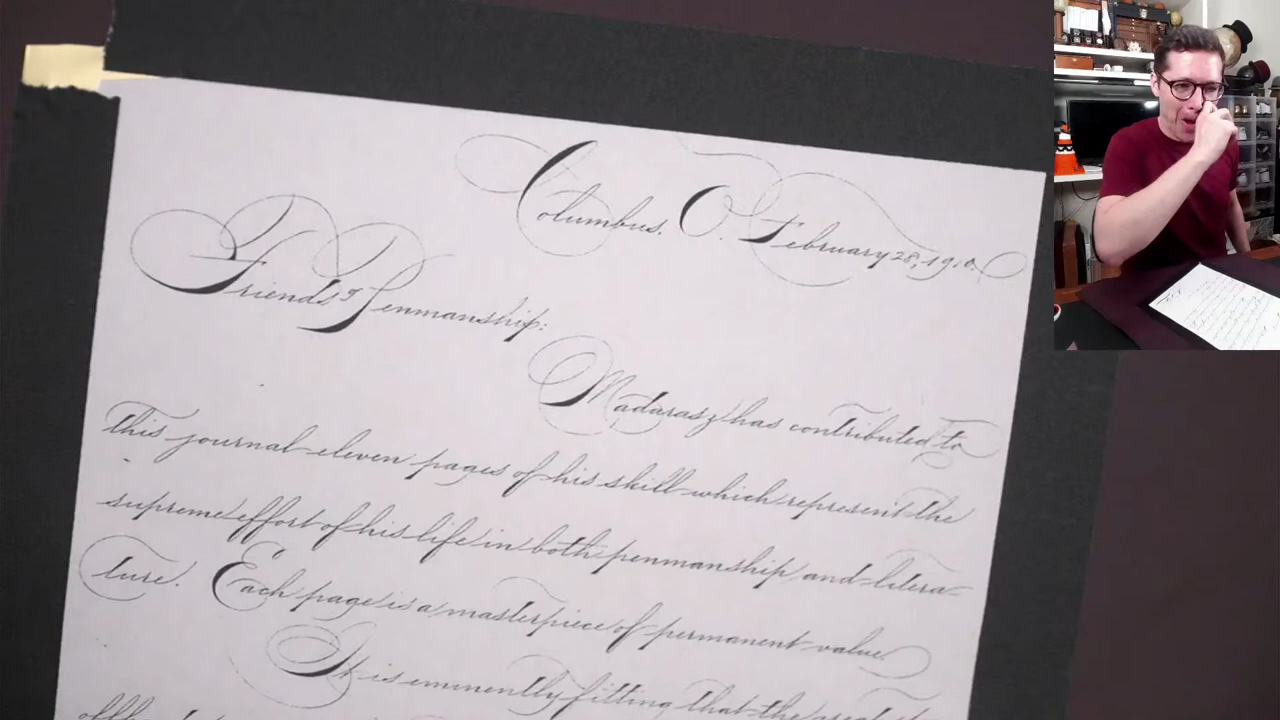 Columbus, O. February 28, 1910.
Friends of Penmanship:
Madarasz has contributed to
this journal eleven pages of his skill which represent the
supreme effort of his life in both penmanship and litera-
ture. Each page is a masterpiece of permanent value.
It is eminently fitting that the